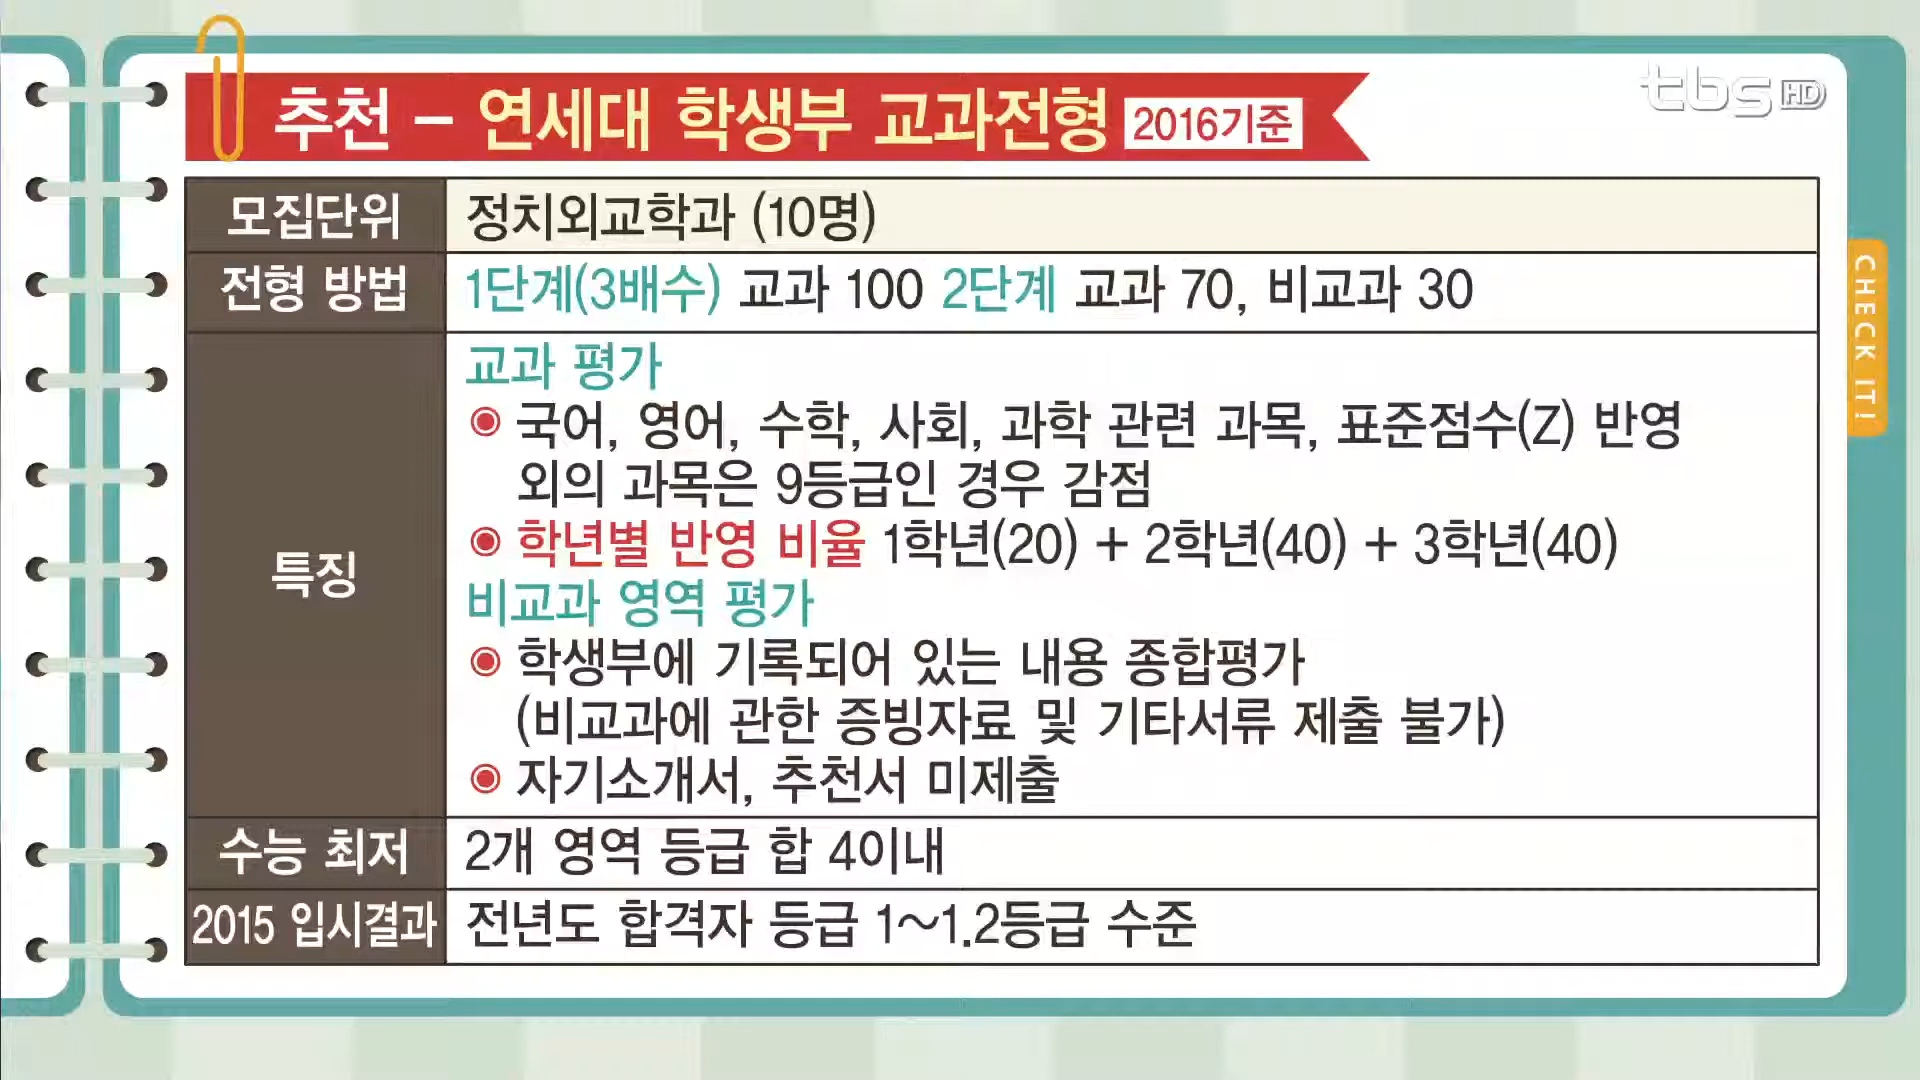 추천 - 연세대 학생부 교과전형 2016기준
tbs HD
모집단위 정치외교학과 (10명)
전형 방법 1단계(3배수) 교과 100 2단계 교과 70, 비교과 30
특징
교과 평가
◉ 국어, 영어, 수학, 사회, 과학 관련 과목, 표준점수(Z) 반영
외의 과목은 9등급인 경우 감점
◉ 학년별 반영 비율 1학년(20) + 2학년(40) + 3학년(40)
비교과 영역 평가
◉ 학생부에 기록되어 있는 내용 종합평가
(비교과에 관한 증빙자료 및 기타서류 제출 불가)
◉ 자기소개서, 추천서 미제출
수능 최저 2개 영역 등급 합 4이내
2015 입시결과 전년도 합격자 등급 1~1.2등급 수준
CHECK IT!